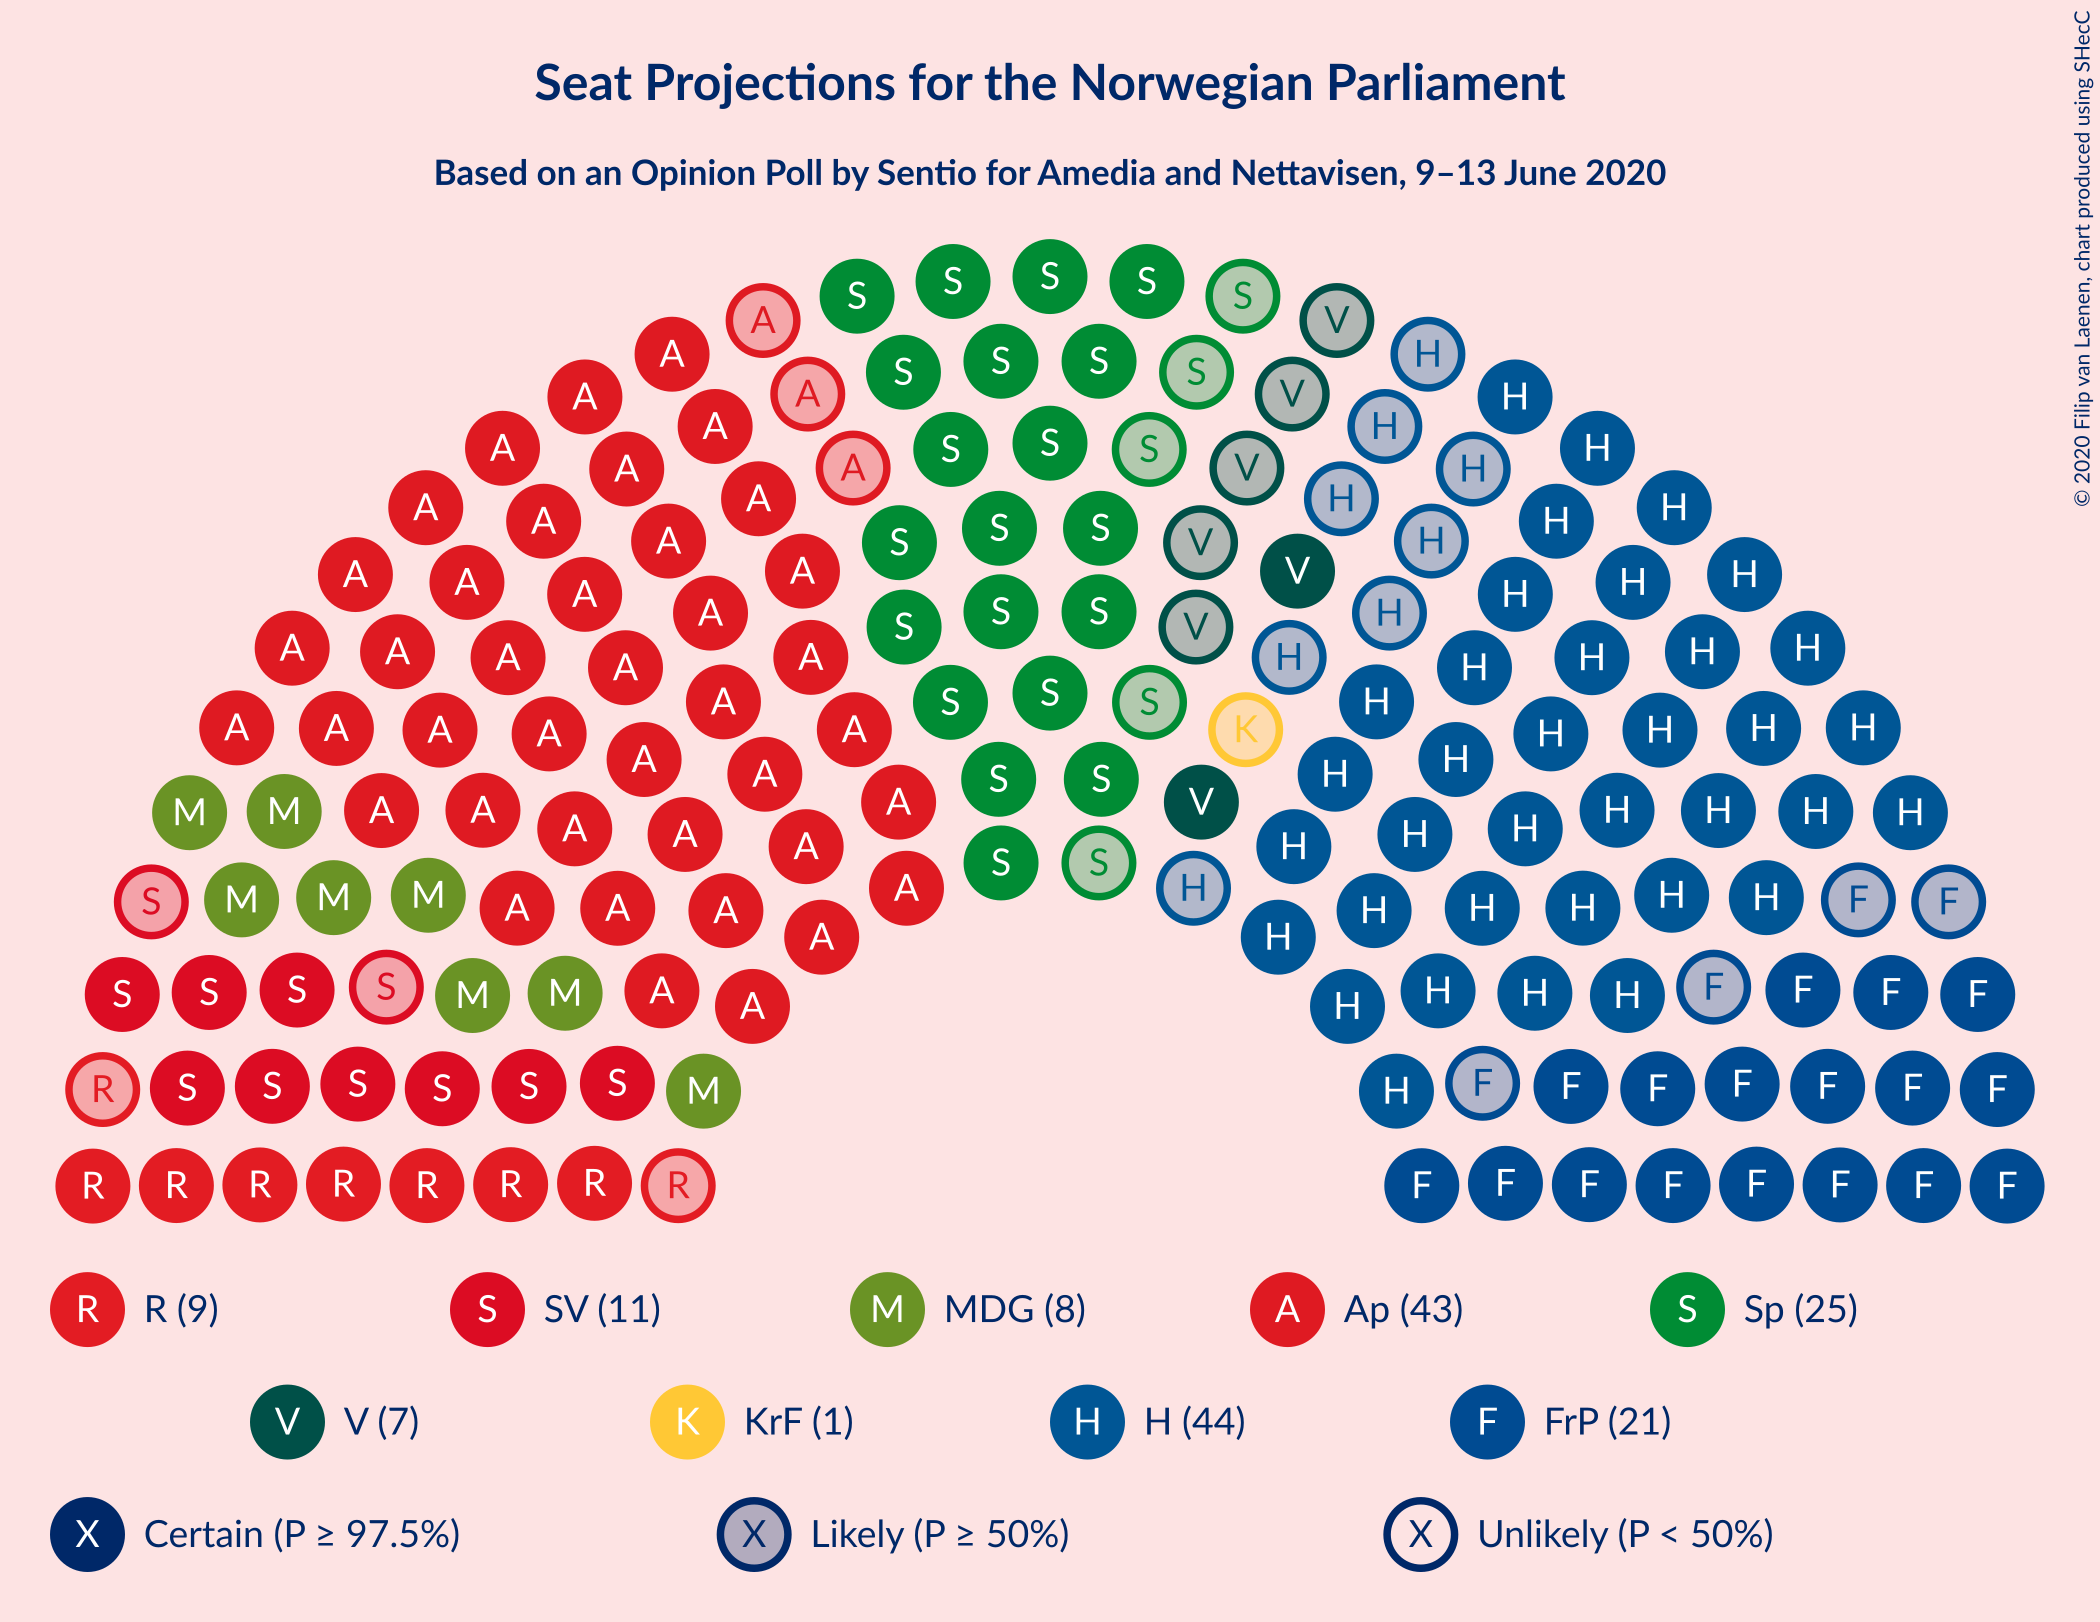 Seat Projections for the Norwegian Parliament
Based on an Opinion Poll by Sentio for Amedia and Nettavisen, 9–13 June 2020
© 2020 Filip van Laenen, chart produced using SHecC
S S S S S V H
A S S S S V H H
A A S S S V H H
A A A S S S V V H H
A A A A S S S V H H
A A A A S S S K H H
A A A A S S V H H
A A A A S S H H H
R S S S S S S M H F F F F F F F
R R R R R R R R F F F F F F F F
R R (9) S SV (11) M MDG (8) A Ap (43) S Sp (25)
V V (7) K KrF (1) H H (44) F FrP (21)
X Certain (P ≥ 97.5%) X Likely (P ≥ 50%) X Unlikely (P < 50%)